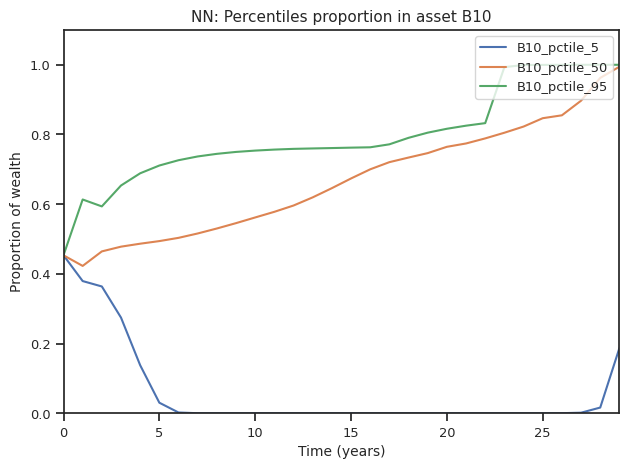 NN: Percentiles proportion in asset B10
B10_pctile_5
B10_pctile_50
B10_pctile_95
Proportion of wealth
1.0
0.8
0.6
0.4
0.2
0.0
0 5 10 15 20 25
Time (years)